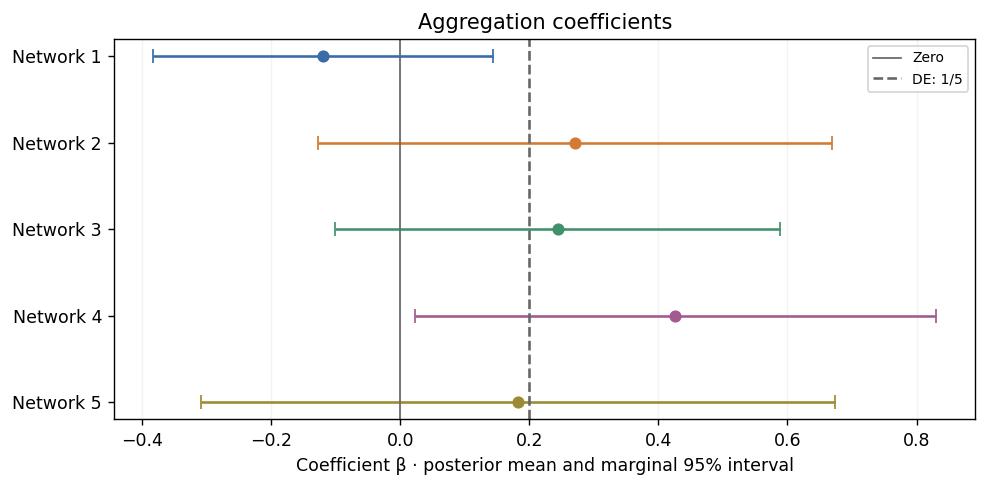 Aggregation coefficients
Network 1
Network 2
Network 3
Network 4
Network 5
Zero
DE: 1/5
−0.4
−0.2
0.0
0.2
0.4
0.6
0.8
Coefficient β · posterior mean and marginal 95% interval